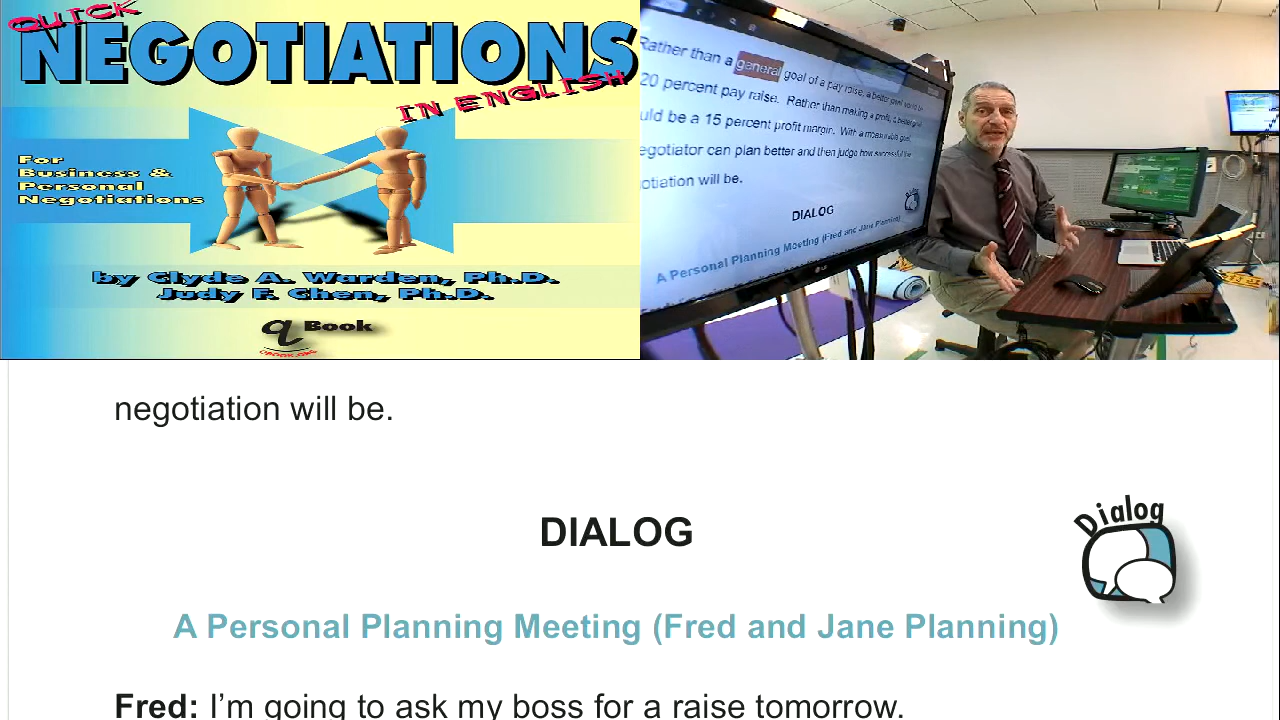 QUICK
NEGOTIATIONS
IN ENGLISH
For
Business &
Personal
Negotiations
by Clyde A. Warden, Ph.D.
Judy F. Chen, Ph.D.
q Book
Rather than a general goal of a pay raise, a better goal would be
20 percent pay raise. Rather than making a profit, a better goal
uld be a 15 percent profit margin. With a measurable goal,
egotiator can plan better and then judge how successful the
otiation will be.
DIALOG
A Personal Planning Meeting (Fred and Jane Planning)
negotiation will be.
DIALOG
Dialog
A Personal Planning Meeting (Fred and Jane Planning)
Fred: I’m going to ask my boss for a raise tomorrow.